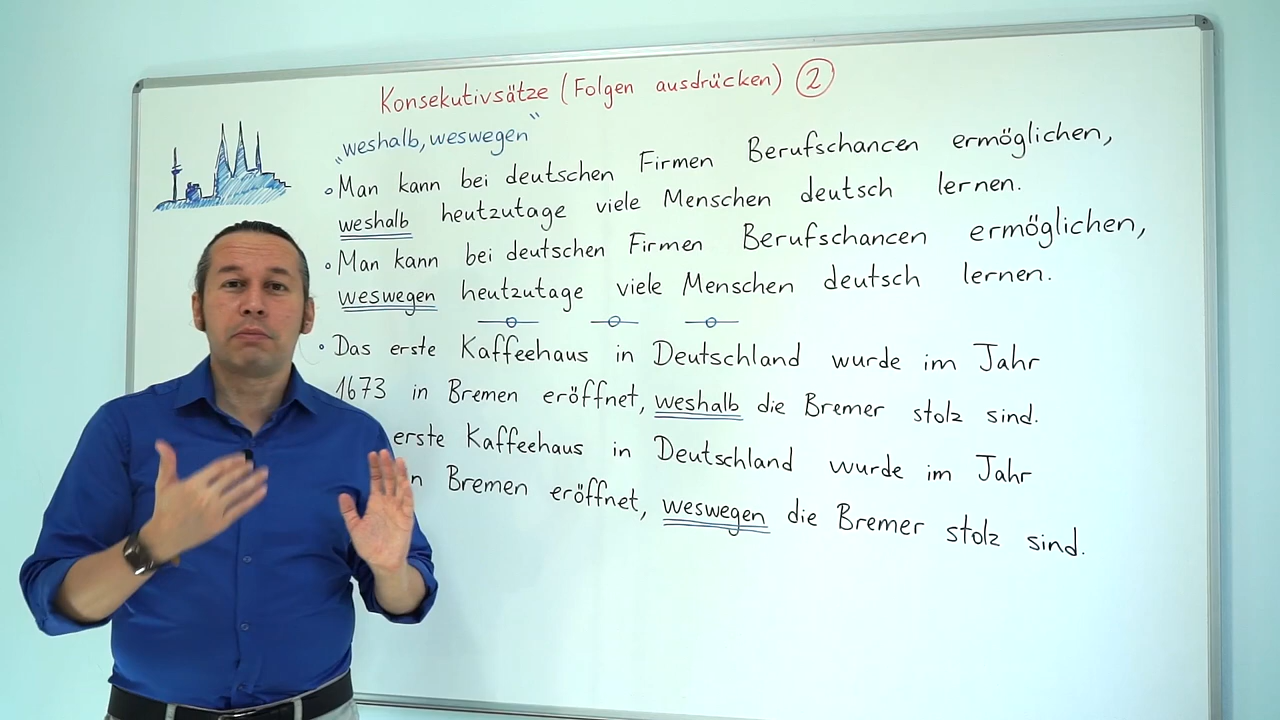 Konsekutivsätze (Folgen ausdrücken) 2
"weshalb, weswegen"
Man kann bei deutschen Firmen Berufschancen ermöglichen,
weshalb heutzutage viele Menschen deutsch lernen.
Man kann bei deutschen Firmen Berufschancen ermöglichen,
weswegen heutzutage viele Menschen deutsch lernen.
Das erste Kaffeehaus in Deutschland wurde im Jahr
1673 in Bremen eröffnet, weshalb die Bremer stolz sind.
erste Kaffeehaus in Deutschland wurde im Jahr
n Bremen eröffnet, weswegen die Bremer stolz sind.